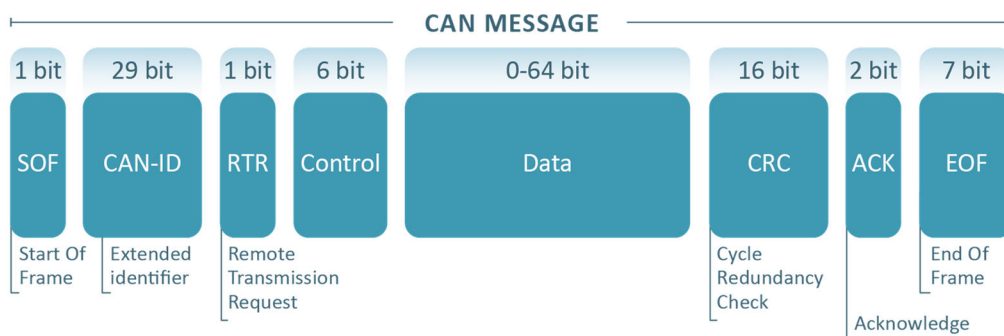 CAN MESSAGE
1 bit
29 bit
1 bit
6 bit
0-64 bit
16 bit
2 bit
7 bit
SOF
CAN-ID
RTR
Control
Data
CRC
ACK
EOF
Start Of
Frame
Extended
identifier
Remote
Transmission
Request
Cycle
Redundancy
Check
Acknowledge
End Of
Frame